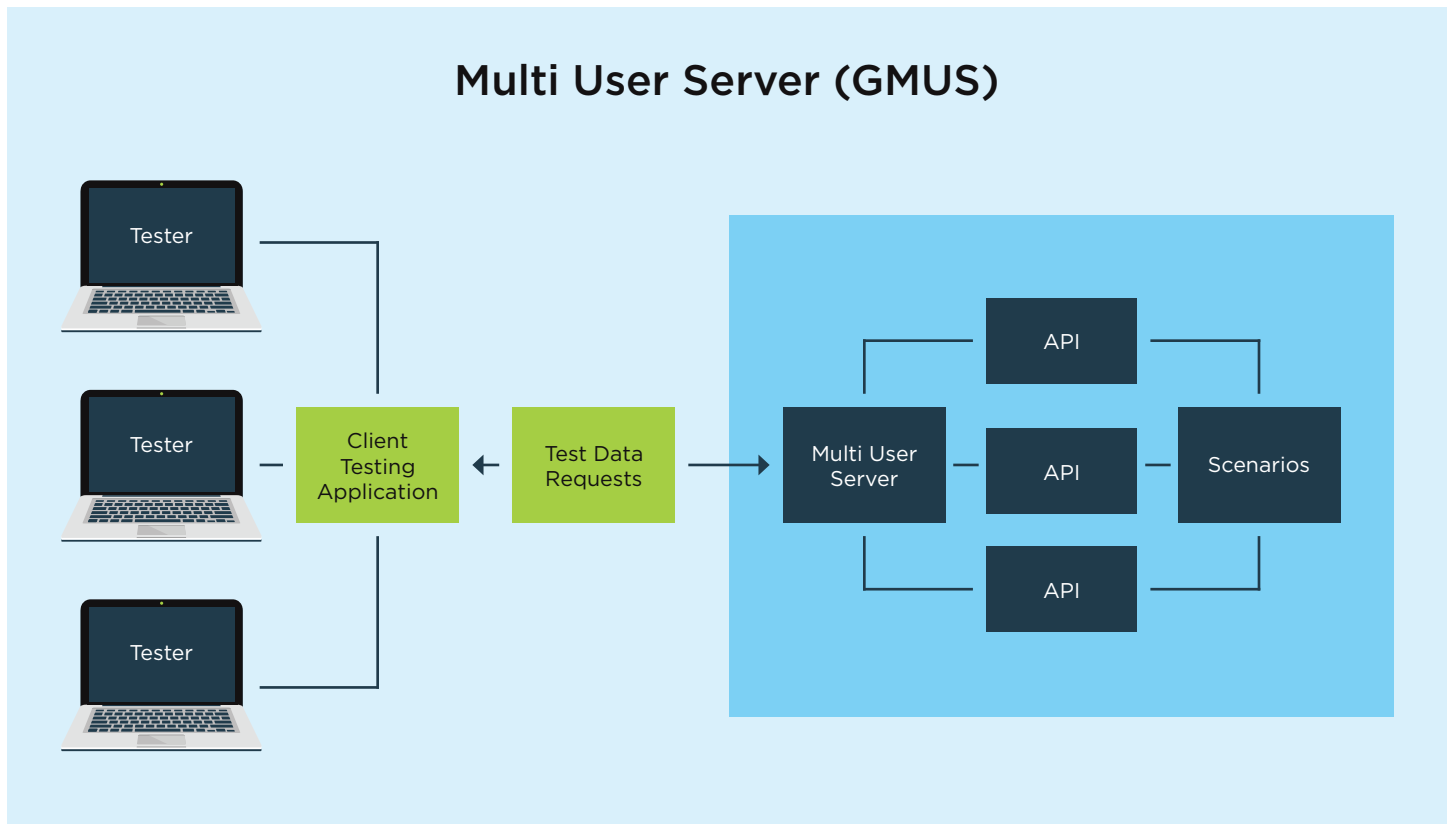 Multi User Server (GMUS)
Tester
Tester
Tester
Client
Testing
Application
Test Data
Requests
Multi User
Server
API
API
API
Scenarios